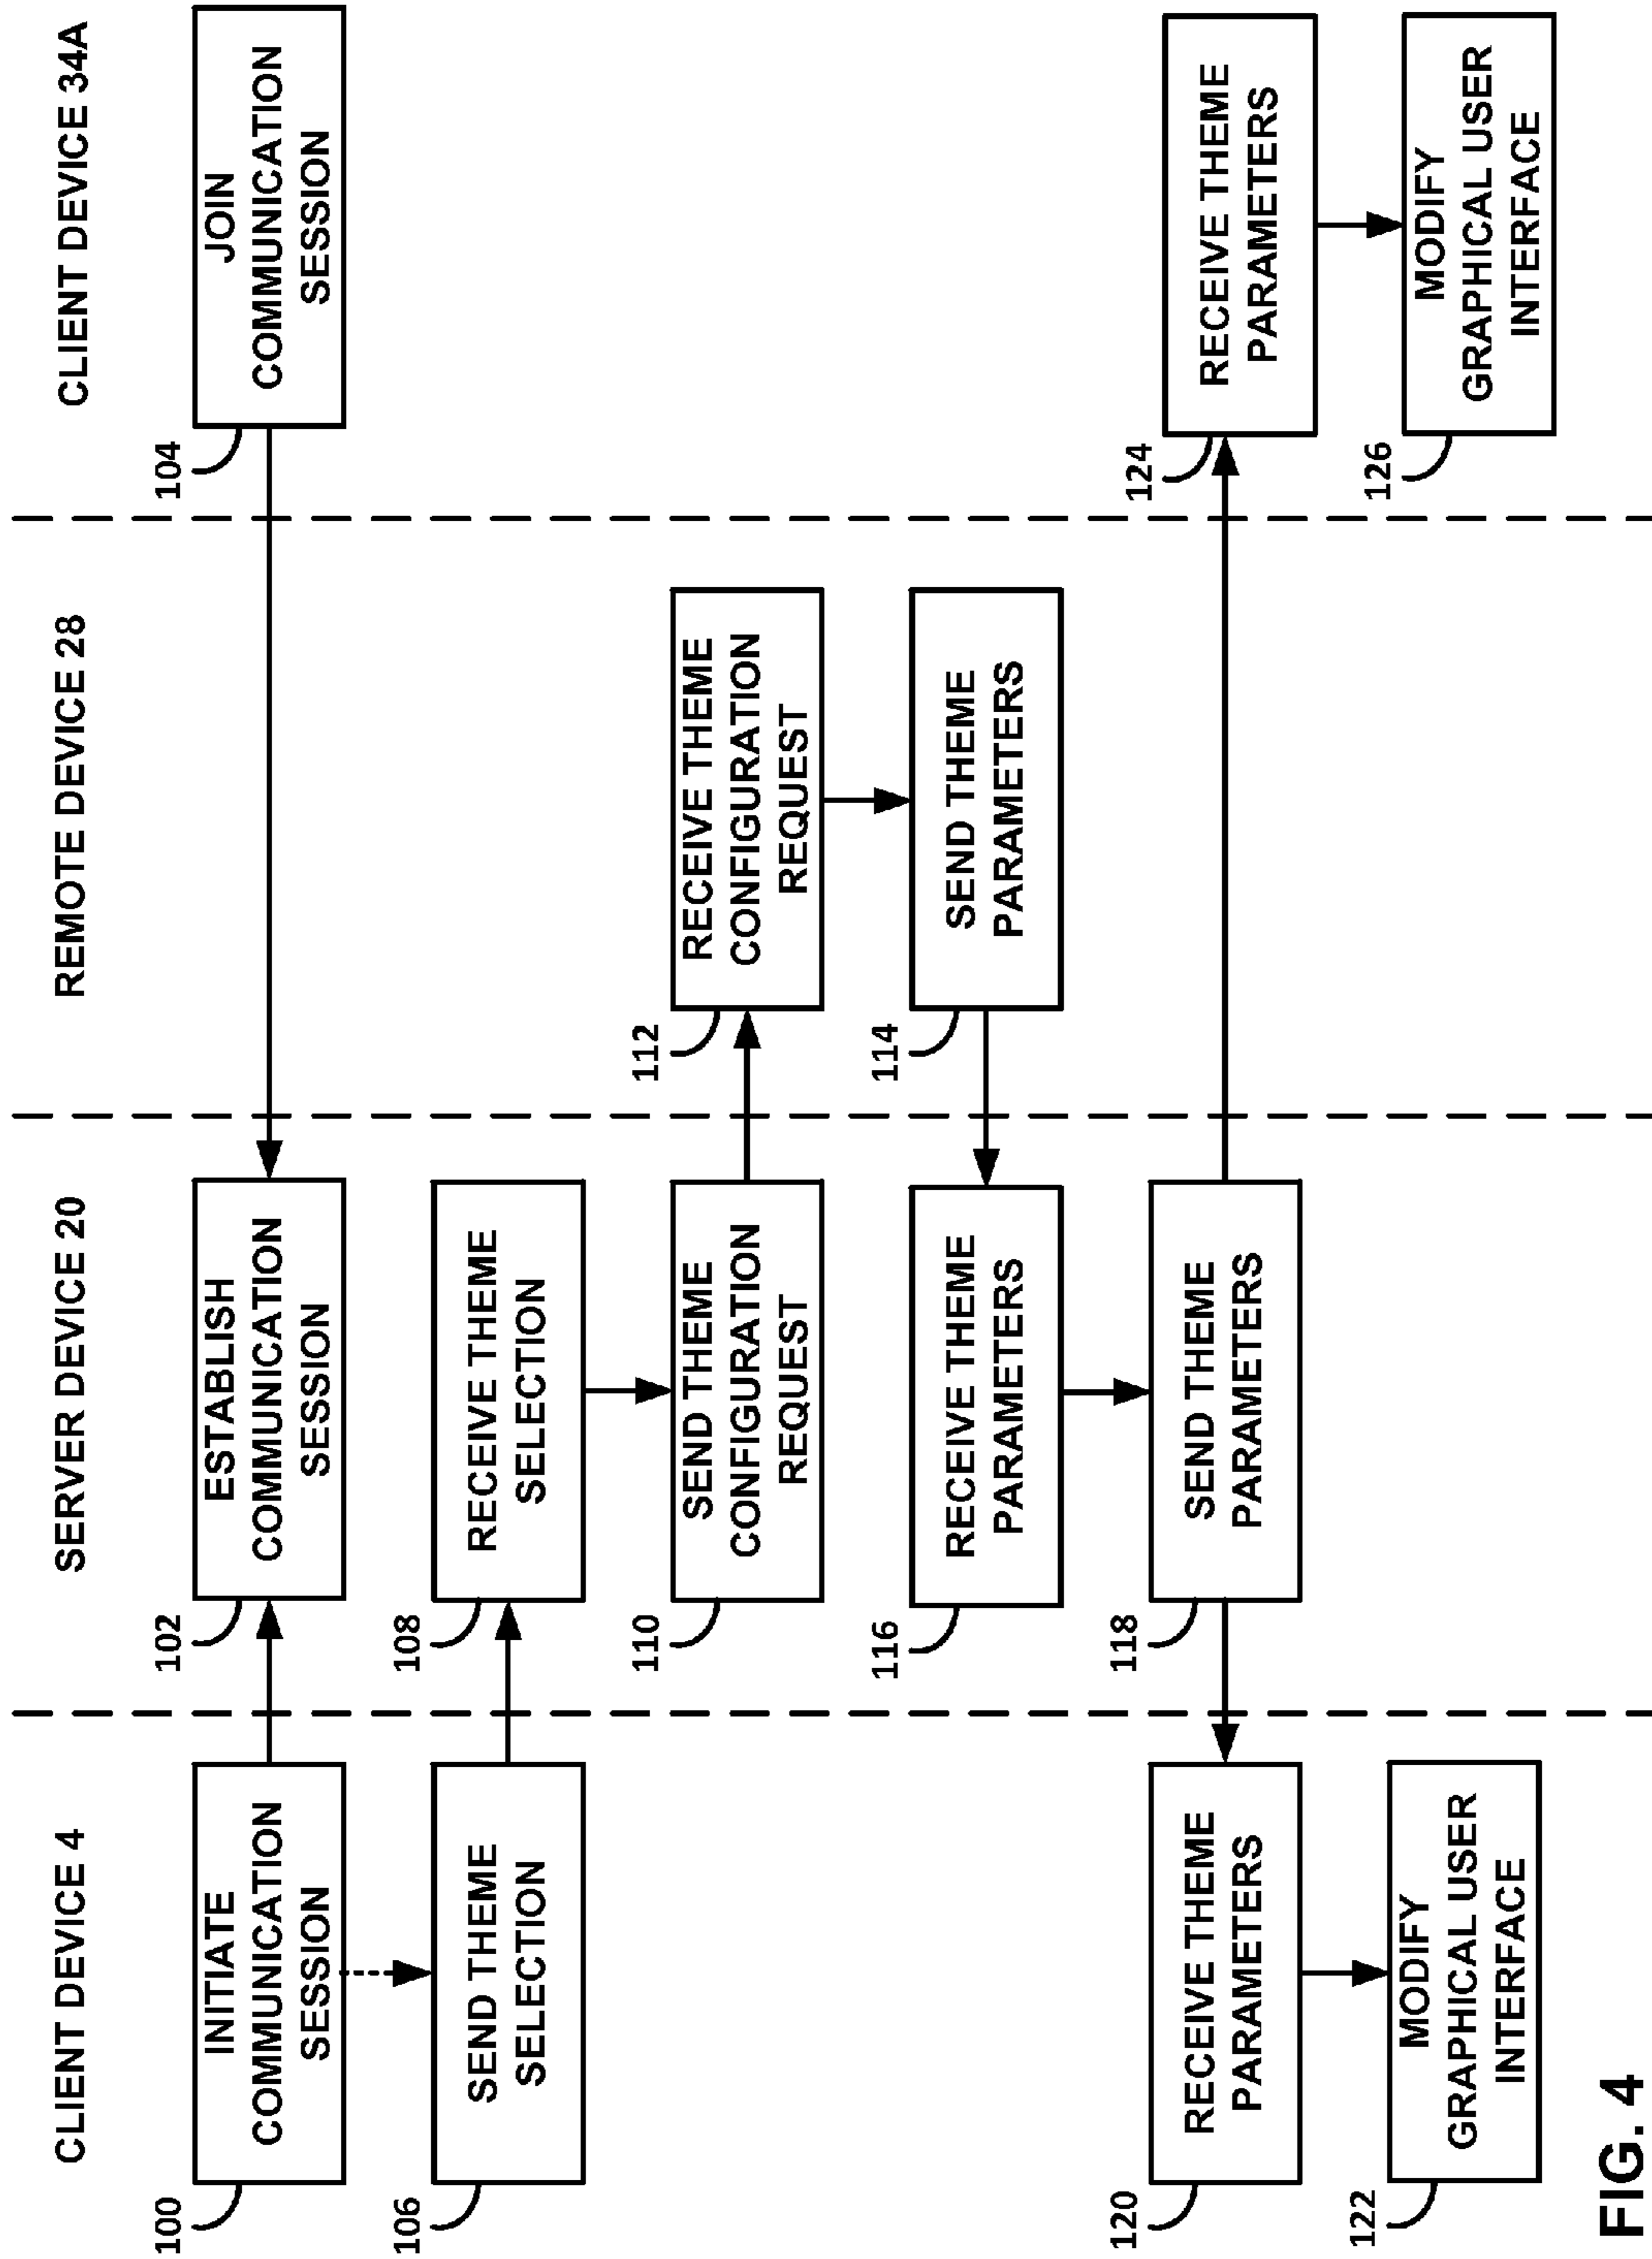 CLIENT DEVICE 4
SERVER DEVICE 20
REMOTE DEVICE 28
CLIENT DEVICE 34A
100
INITIATE
COMMUNICATION
SESSION
102
ESTABLISH
COMMUNICATION
SESSION
104
JOIN
COMMUNICATION
SESSION
106
SEND THEME
SELECTION
108
RECEIVE THEME
SELECTION
110
SEND THEME
CONFIGURATION
REQUEST
112
RECEIVE THEME
CONFIGURATION
REQUEST
116
RECEIVE THEME
PARAMETERS
114
SEND THEME
PARAMETERS
120
RECEIVE THEME
PARAMETERS
118
SEND THEME
PARAMETERS
124
RECEIVE THEME
PARAMETERS
122
MODIFY
GRAPHICAL USER
INTERFACE
126
MODIFY
GRAPHICAL USER
INTERFACE
FIG. 4